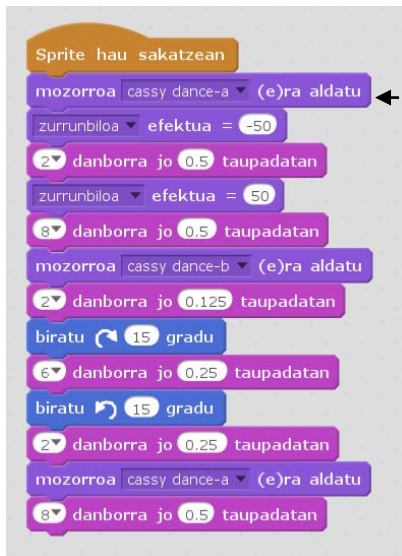 Sprite hau sakatzean
mozorroa cassy dance-a (e)ra aldatu
zurrunbiloa efektua = -50
2 danborra jo 0.5 taupadatan
zurrunbiloa efektua = 50
8 danborra jo 0.5 taupadatan
mozorroa cassy dance-b (e)ra aldatu
2 danborra jo 0.125 taupadatan
biratu 15 gradu
6 danborra jo 0.25 taupadatan
biratu 15 gradu
2 danborra jo 0.25 taupadatan
mozorroa cassy dance-a (e)ra aldatu
8 danborra jo 0.5 taupadatan